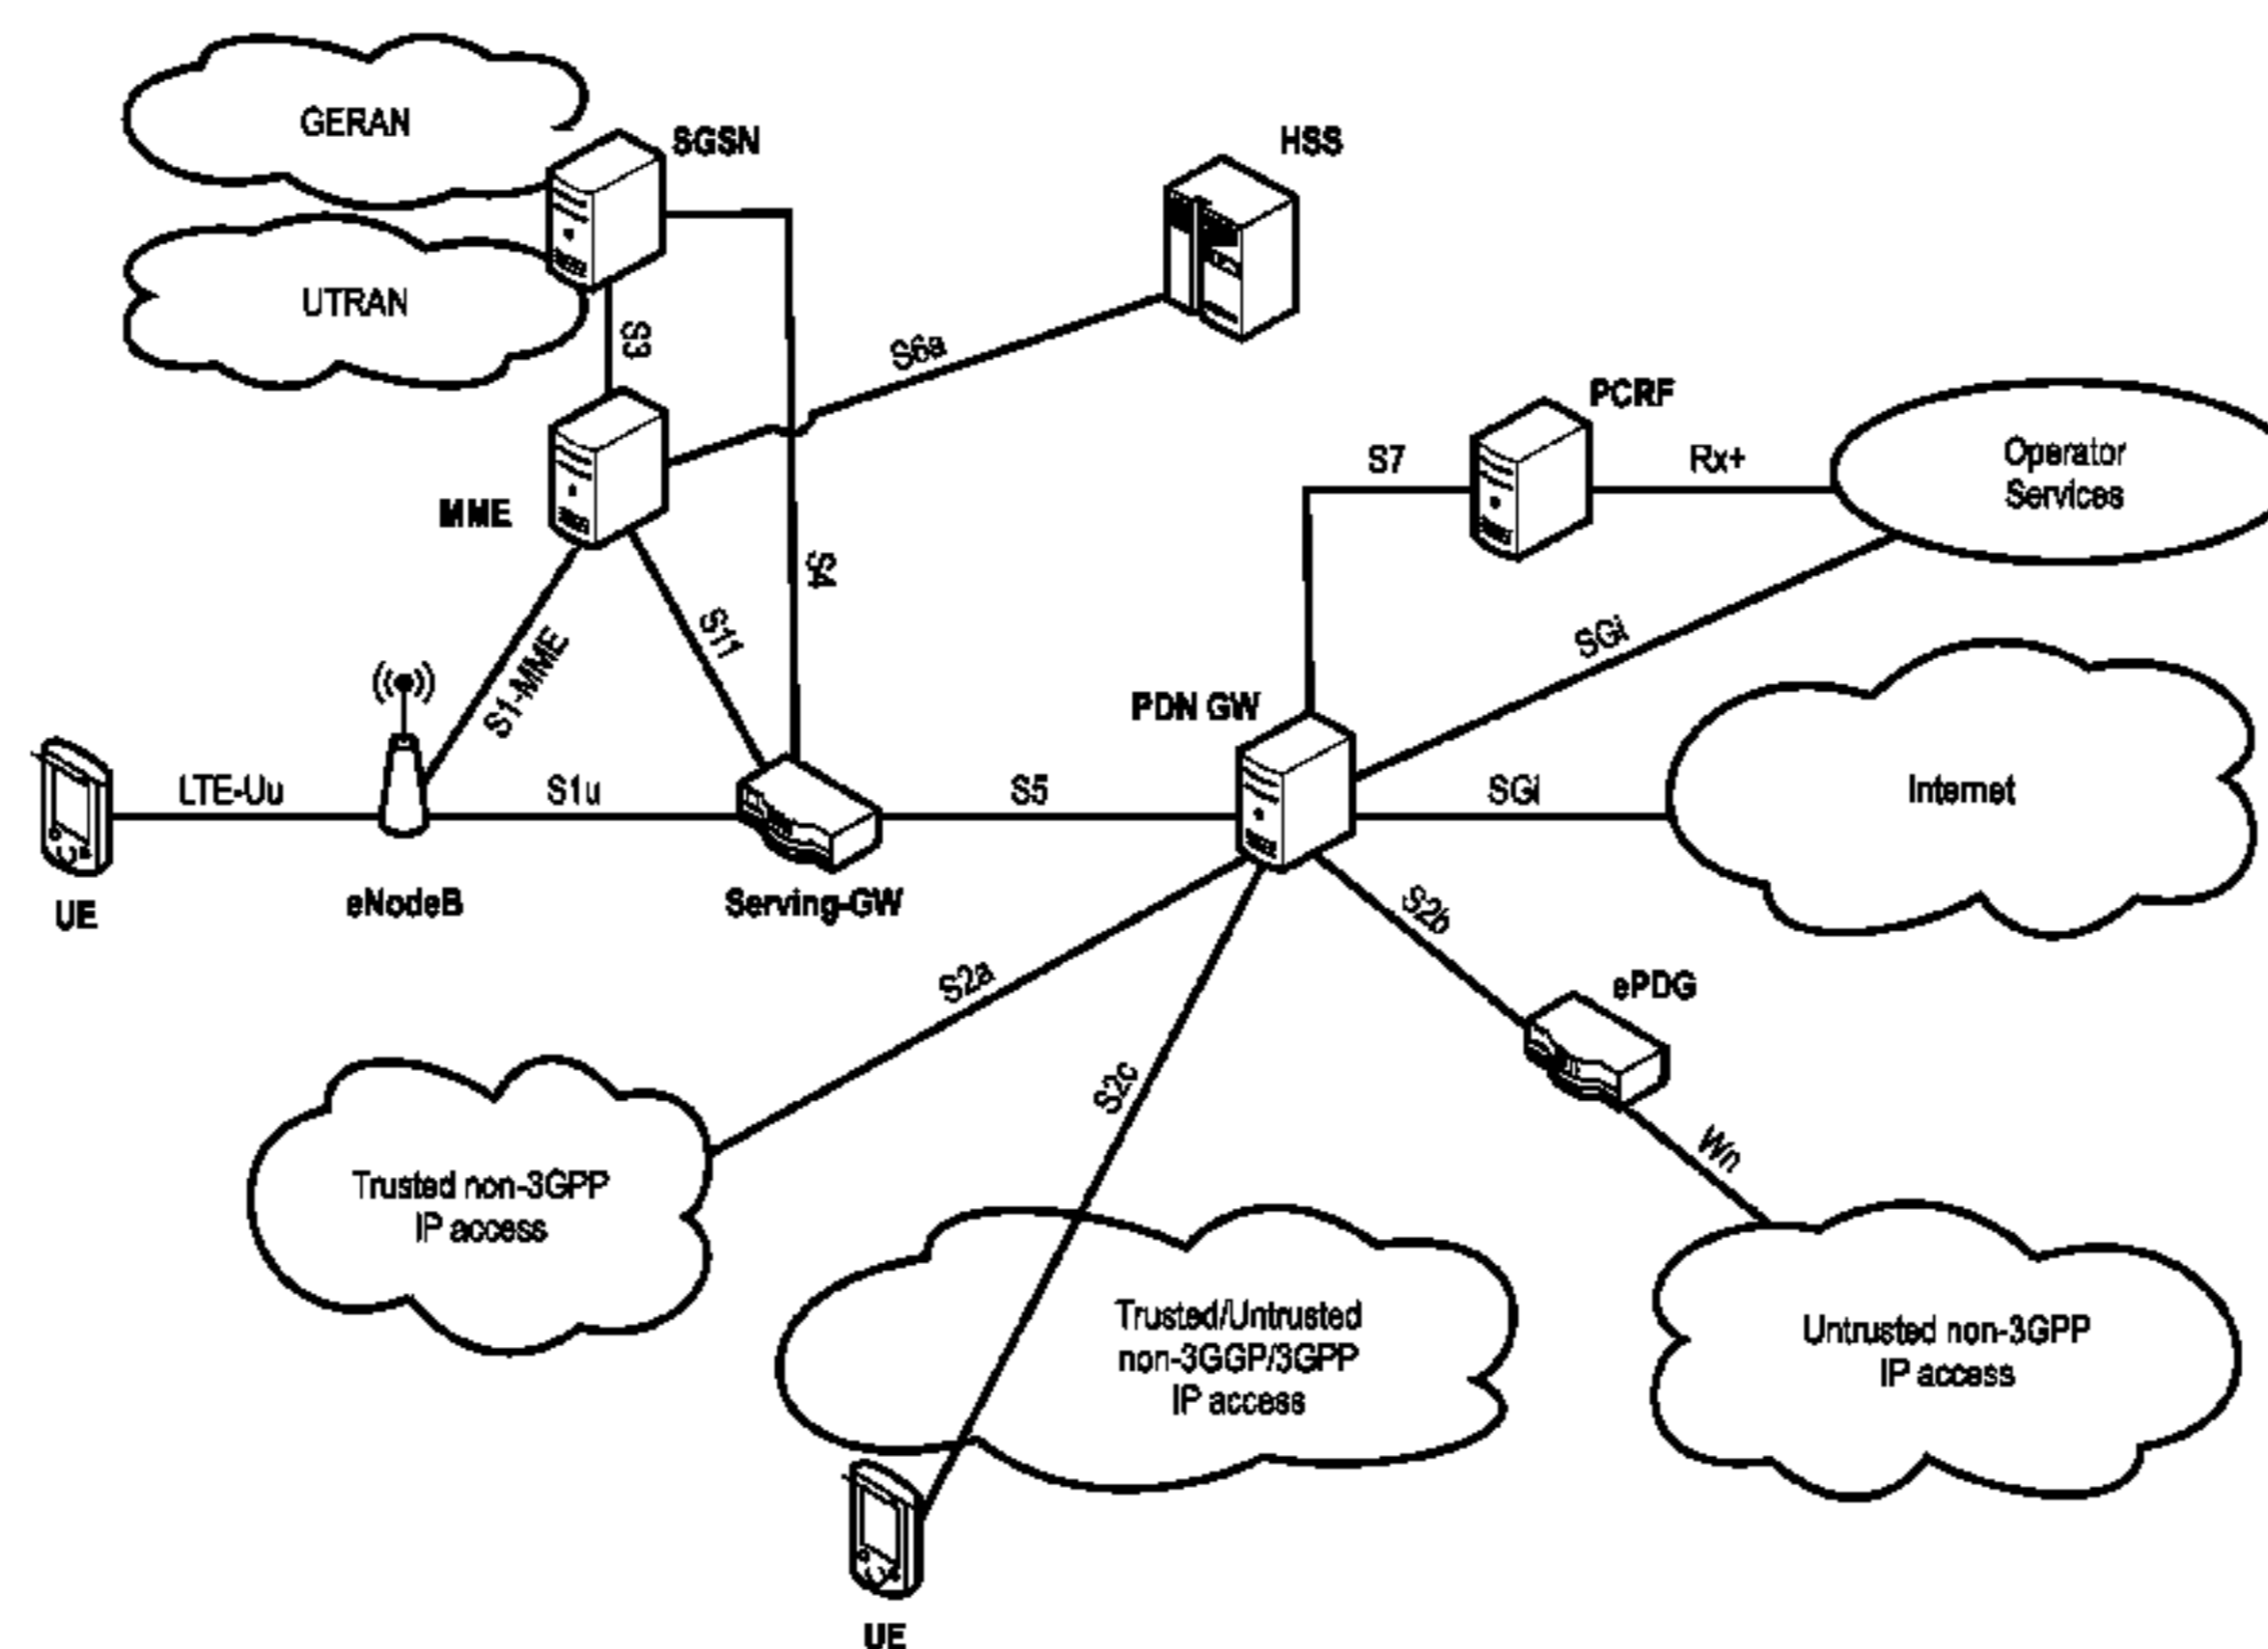 GERAN
SGSN
HSS
UTRAN
S3
S6a
PCRF
S7
Rx+
Operator
Services
MME
S4
S11
S1-MME
SGi
PDN GW
LTE-Uu
S1u
S5
SGi
Internet
UE
eNodeB
Serving-GW
S2b
S2a
ePDG
S2c
Wn
Trusted non-3GPP
IP access
Trusted/Untrusted
non-3GGP/3GPP
IP access
Untrusted non-3GPP
IP access
UE